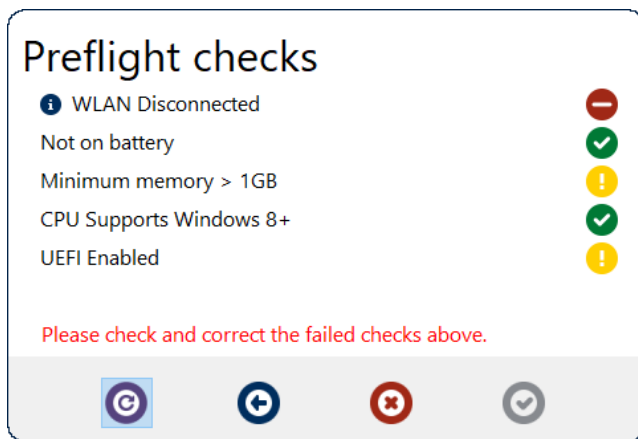 Preflight checks
WLAN Disconnected
Not on battery
Minimum memory > 1GB
CPU Supports Windows 8+
UEFI Enabled
Please check and correct the failed checks above.